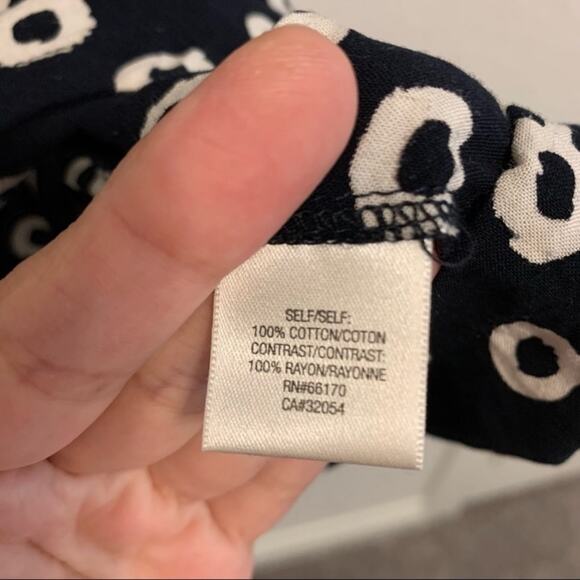 SELF/SELF:
100% COTTON/COTON
CONTRAST/CONTRAST:
100% RAYON/RAYONNE
RN#66170
CA#32054